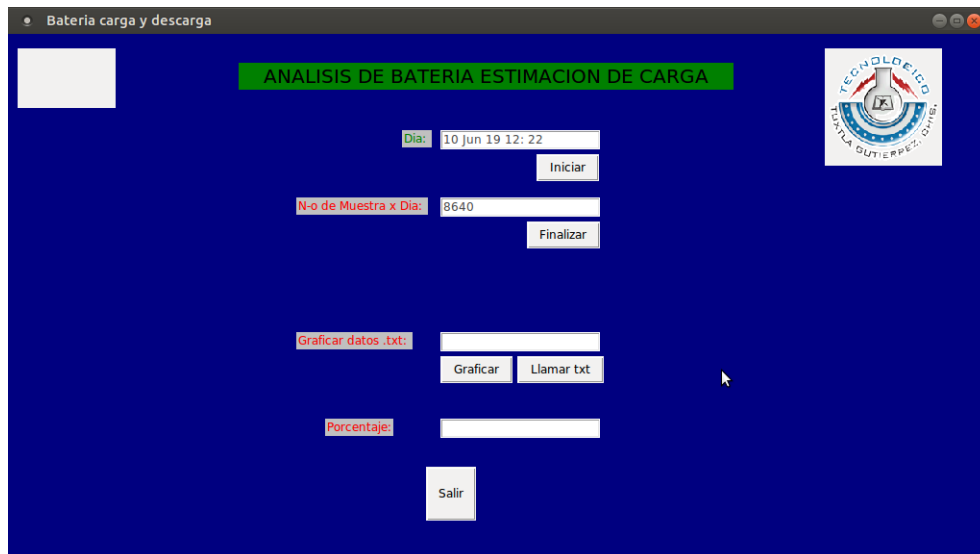 Bateria carga y descarga
ANALISIS DE BATERIA ESTIMACION DE CARGA
TECNOLOGICO
TUXTLA GUTIERREZ, CHIS.
Dia: 10 Jun 19 12: 22
Iniciar
N-o de Muestra x Dia: 8640
Finalizar
Graficar datos .txt:
Graficar Llamar txt
Porcentaje:
Salir